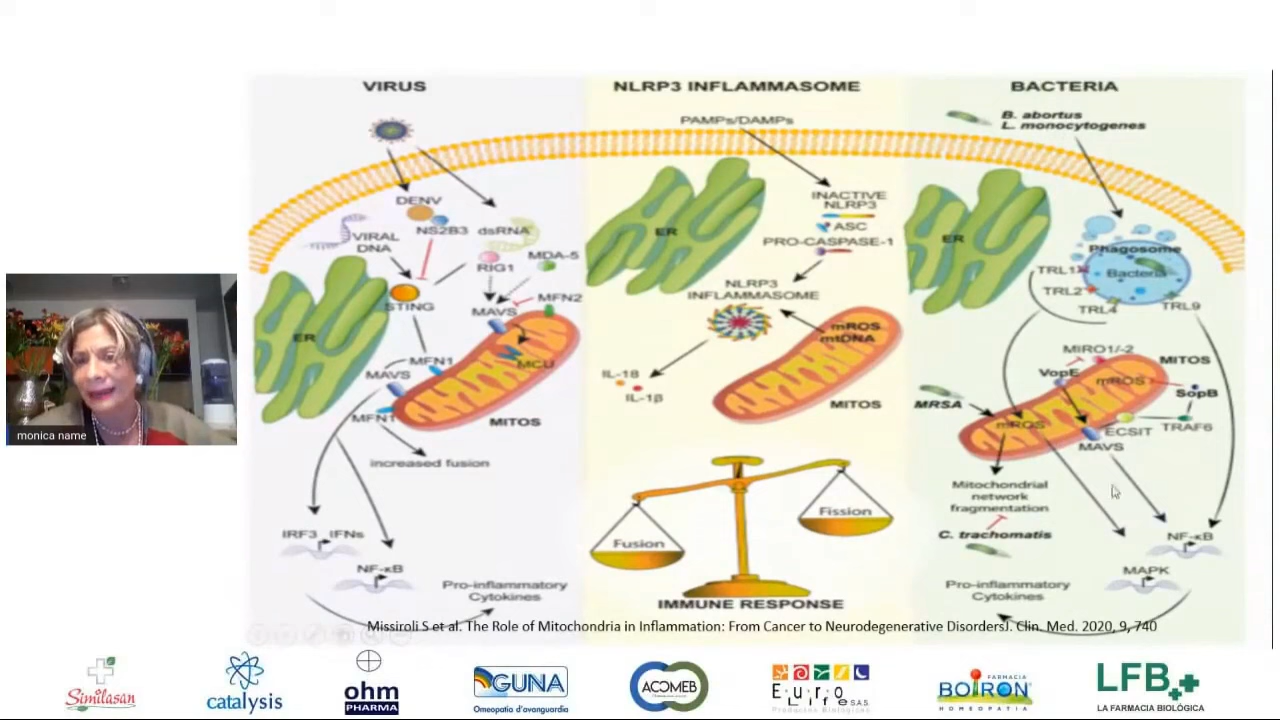 VIRUS
DENV
NS2B3
dsRNA
VIRAL
DNA
RIG1
MDA-5
STING
MAVS
MFN2
ER
MFN1
MCU
MAVS
MFN1
MITOS
increased fusion
IRF3 IFNs
NF-κB
Pro-inflammatory
Cytokines
NLRP3 INFLAMMASOME
PAMPs/DAMPs
INACTIVE
NLRP3
ASC
PRO-CASPASE-1
ER
NLRP3
INFLAMMASOME
mROS
mtDNA
IL-18
IL-1β
MITOS
Fusion
Fission
IMMUNE RESPONSE
BACTERIA
B. abortus
L. monocytogenes
ER
Phagosome
Bacteria
TRL1
TRL2
TRL4
TRL9
MIRO1/-2
MITOS
VopE
mROS
SopB
MRSA
mROS
ECSIT
TRAF6
MAVS
Mitochondrial
network
fragmentation
C. trachomatis
NF-κB
MAPK
Pro-inflammatory
Cytokines
Missiroli S et al. The Role of Mitochondria in Inflammation: From Cancer to Neurodegenerative DisordersJ. Clin. Med. 2020, 9, 740
monica name
Similasan
catalysis
ohm
PHARMA
GUNA
Omeopatia d'avanguardia
ACOMEB
Euro
Life S.A.S.
Productos Biológicos
FARMACIA
BOIRON
HOMEOPATIA
LFB
LA FARMACIA BIOLÓGICA